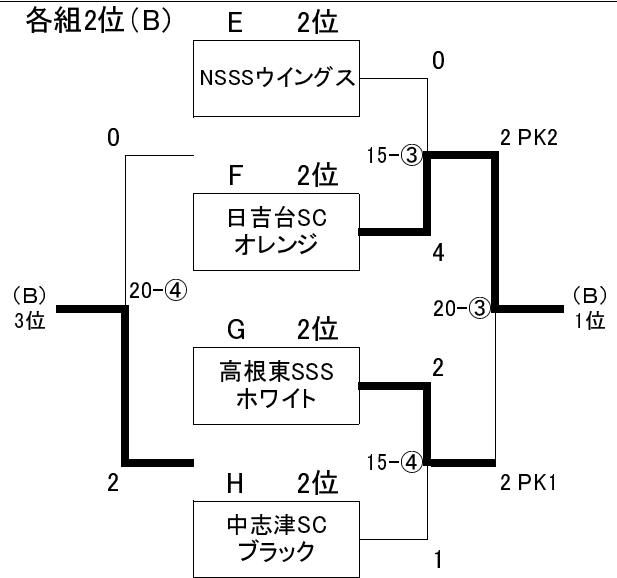 各組2位(B)
E 2位
NSSSウイングス
0
0
2 PK2
15-③
F 2位
日吉台SC
オレンジ
4
20-④
(B)
3位
20-③
(B)
1位
G 2位
高根東SSS
ホワイト
2
15-④
2
2 PK1
H 2位
中志津SC
ブラック
1